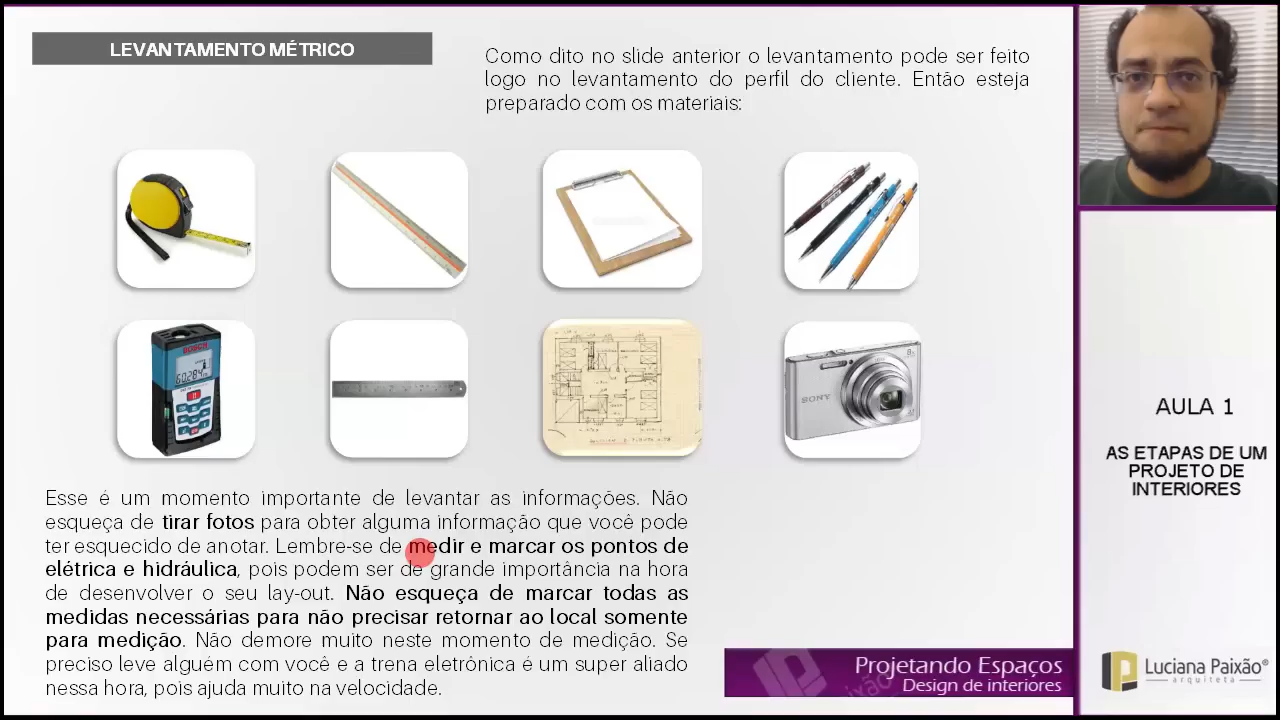 LEVANTAMENTO MÉTRICO
Como dito no slide anterior o levantamento pode ser feito
logo no levantamento do perfil do cliente. Então esteja
preparado com os materiais:
BOSCH
SONY
Esse é um momento importante de levantar as informações. Não
esqueça de tirar fotos para obter alguma informação que você pode
ter esquecido de anotar. Lembre-se de medir e marcar os pontos de
elétrica e hidráulica, pois podem ser de grande importância na hora
de desenvolver o seu lay-out. Não esqueça de marcar todas as
medidas necessárias para não precisar retornar ao local somente
para medição. Não demore muito neste momento de medição. Se
preciso leve alguém com você e a trena eletrônica é um super aliado
nessa hora, pois ajuda muito na velocidade.
Projetando Espaços
Design de interiores
AULA 1
AS ETAPAS DE UM
PROJETO DE
INTERIORES
Luciana Paixão®
arquiteta